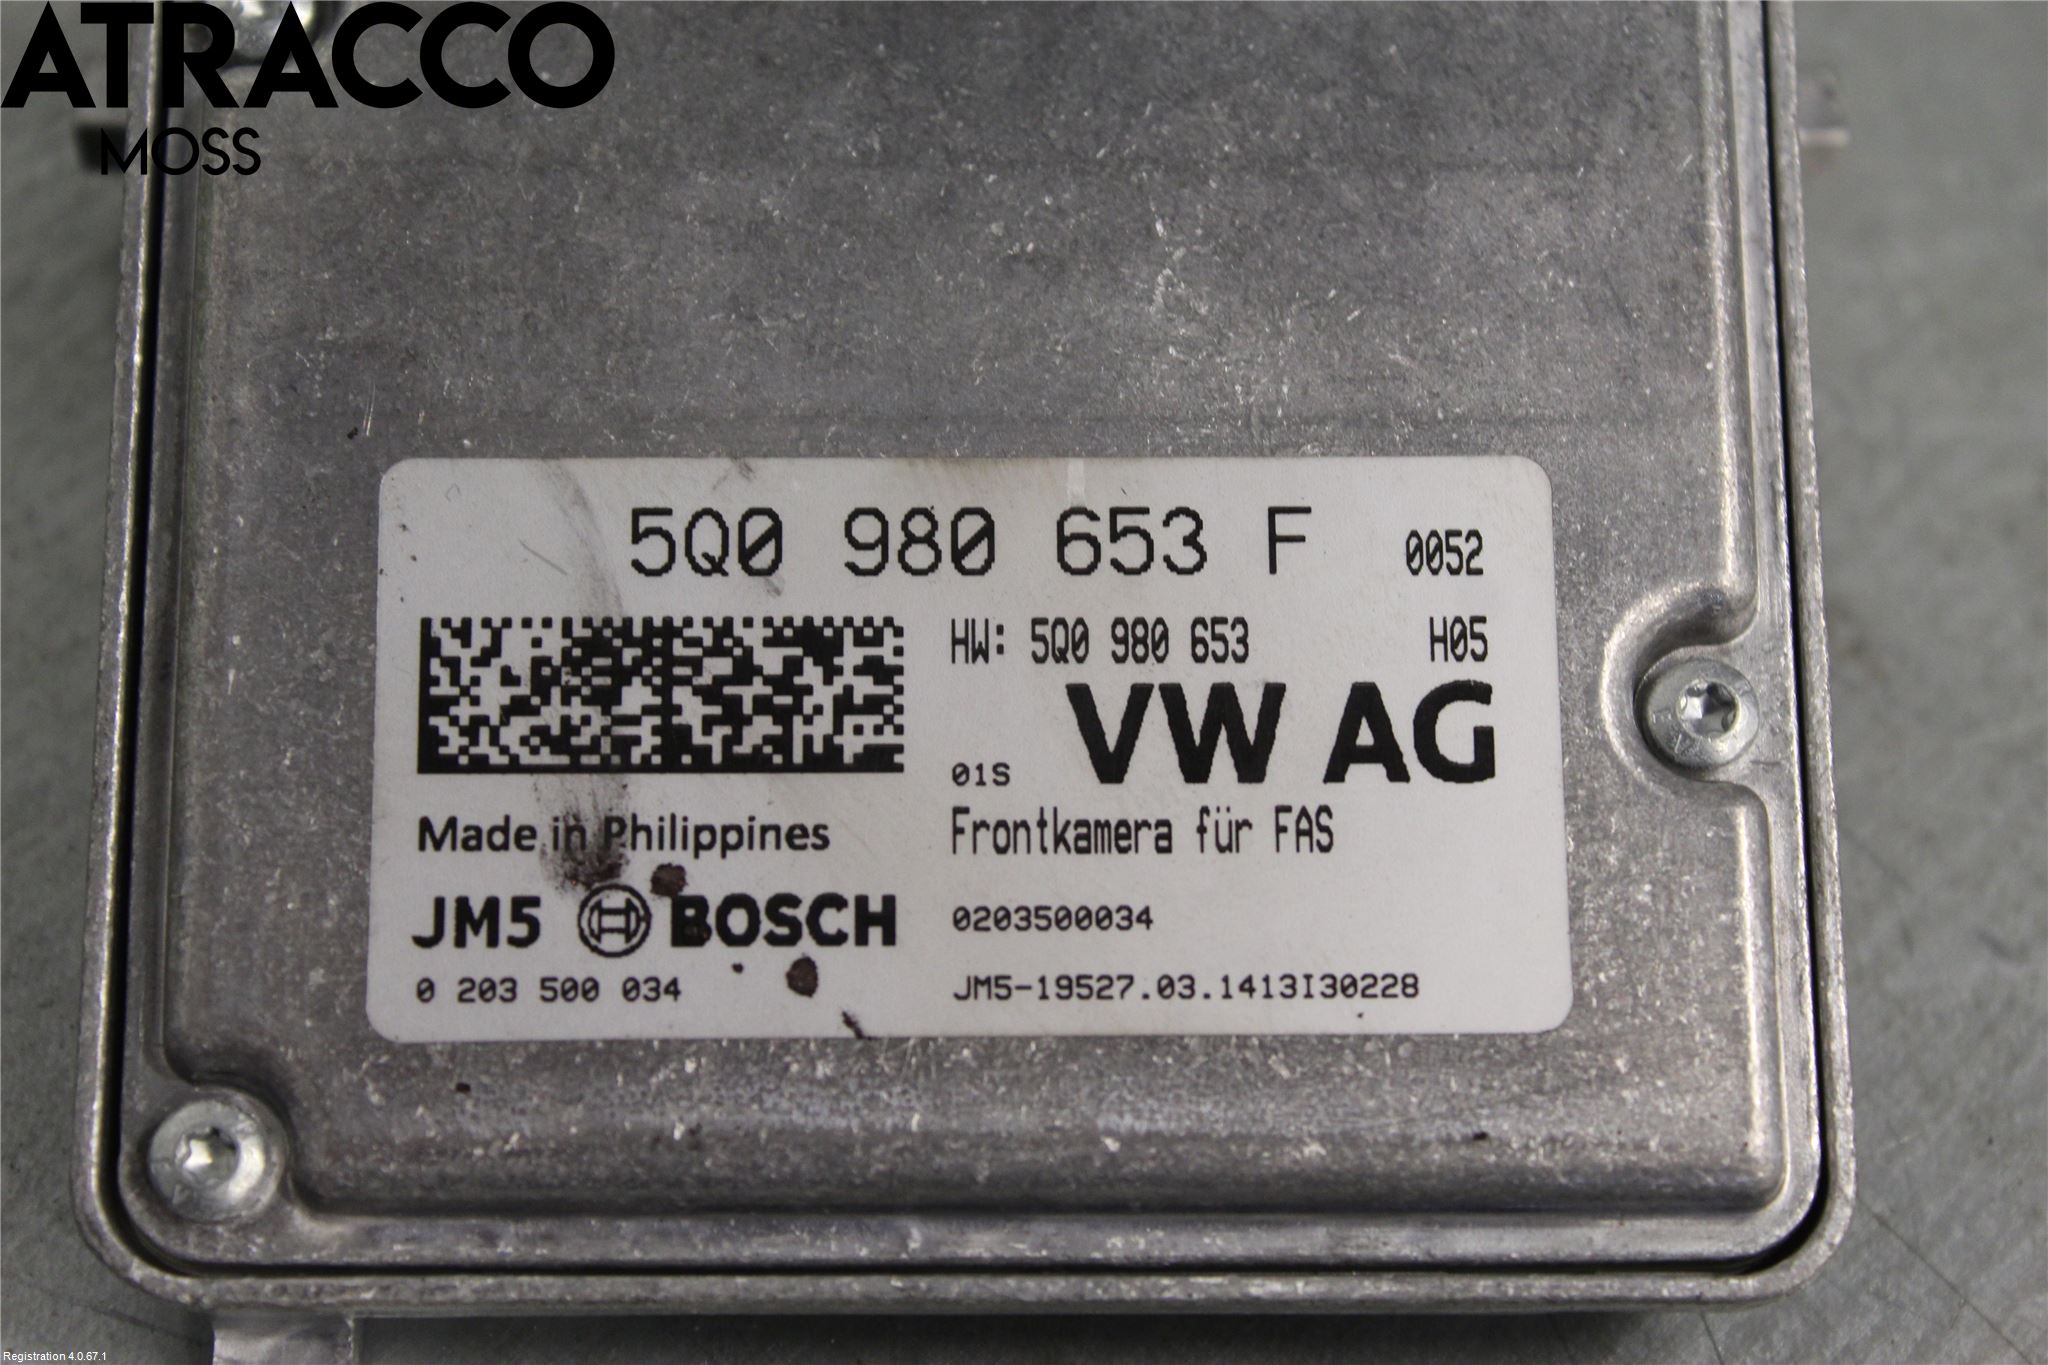 ATRACCO
MOSS
5Q0 980 653 F 0052
HW: 5Q0 980 653 H05
VW AG
01S
Made in Philippines
Frontkamera für FAS
JM5 BOSCH
0203500034
0 203 500 034
JM5-19527.03.1413I30228
Registration 4.0.67.1